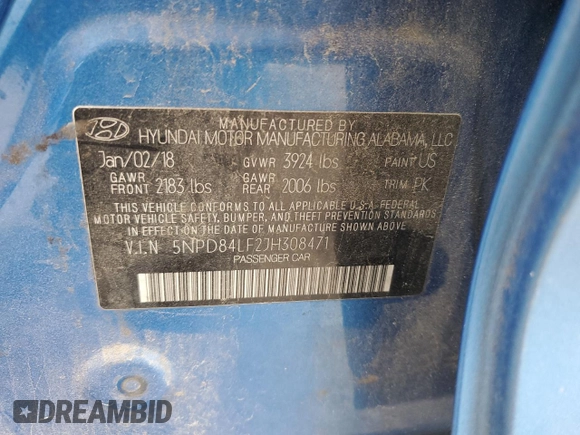 MANUFACTURED BY
HYUNDAI MOTOR MANUFACTURING ALABAMA, LLC
Jan/02/18 GVWR 3924 lbs PAINT US
GAWR FRONT 2183 lbs GAWR REAR 2006 lbs TRIM PK
THIS VEHICLE CONFORMS TO ALL APPLICABLE U.S.A. FEDERAL
MOTOR VEHICLE SAFETY, BUMPER, AND THEFT PREVENTION STANDARDS
IN EFFECT ON THE DATE OF MANUFACTURE SHOWN ABOVE.
V.I.N 5NPD84LF2JH308471
PASSENGER CAR
DREAMBID